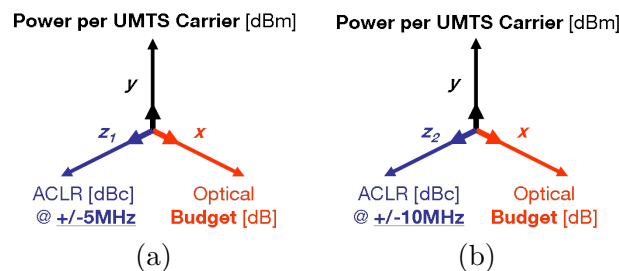 Power per UMTS Carrier [dBm]
y
z1
x
ACLR [dBc]
@ +/-5MHz
Optical
Budget [dB]
(a)
Power per UMTS Carrier [dBm]
y
z2
x
ACLR [dBc]
@ +/-10MHz
Optical
Budget [dB]
(b)